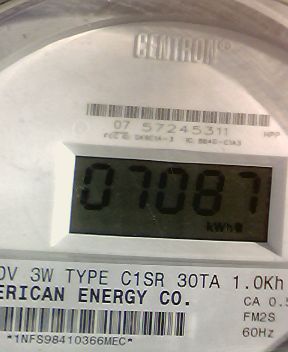 CENTRON®
07 57245311
HPP
07087
kWh
0V 3W TYPE C1SR 30TA 1.0Kh
ERICAN ENERGY CO.
CA 0.5
FM2S
60Hz
*1NFS98410366MEC*